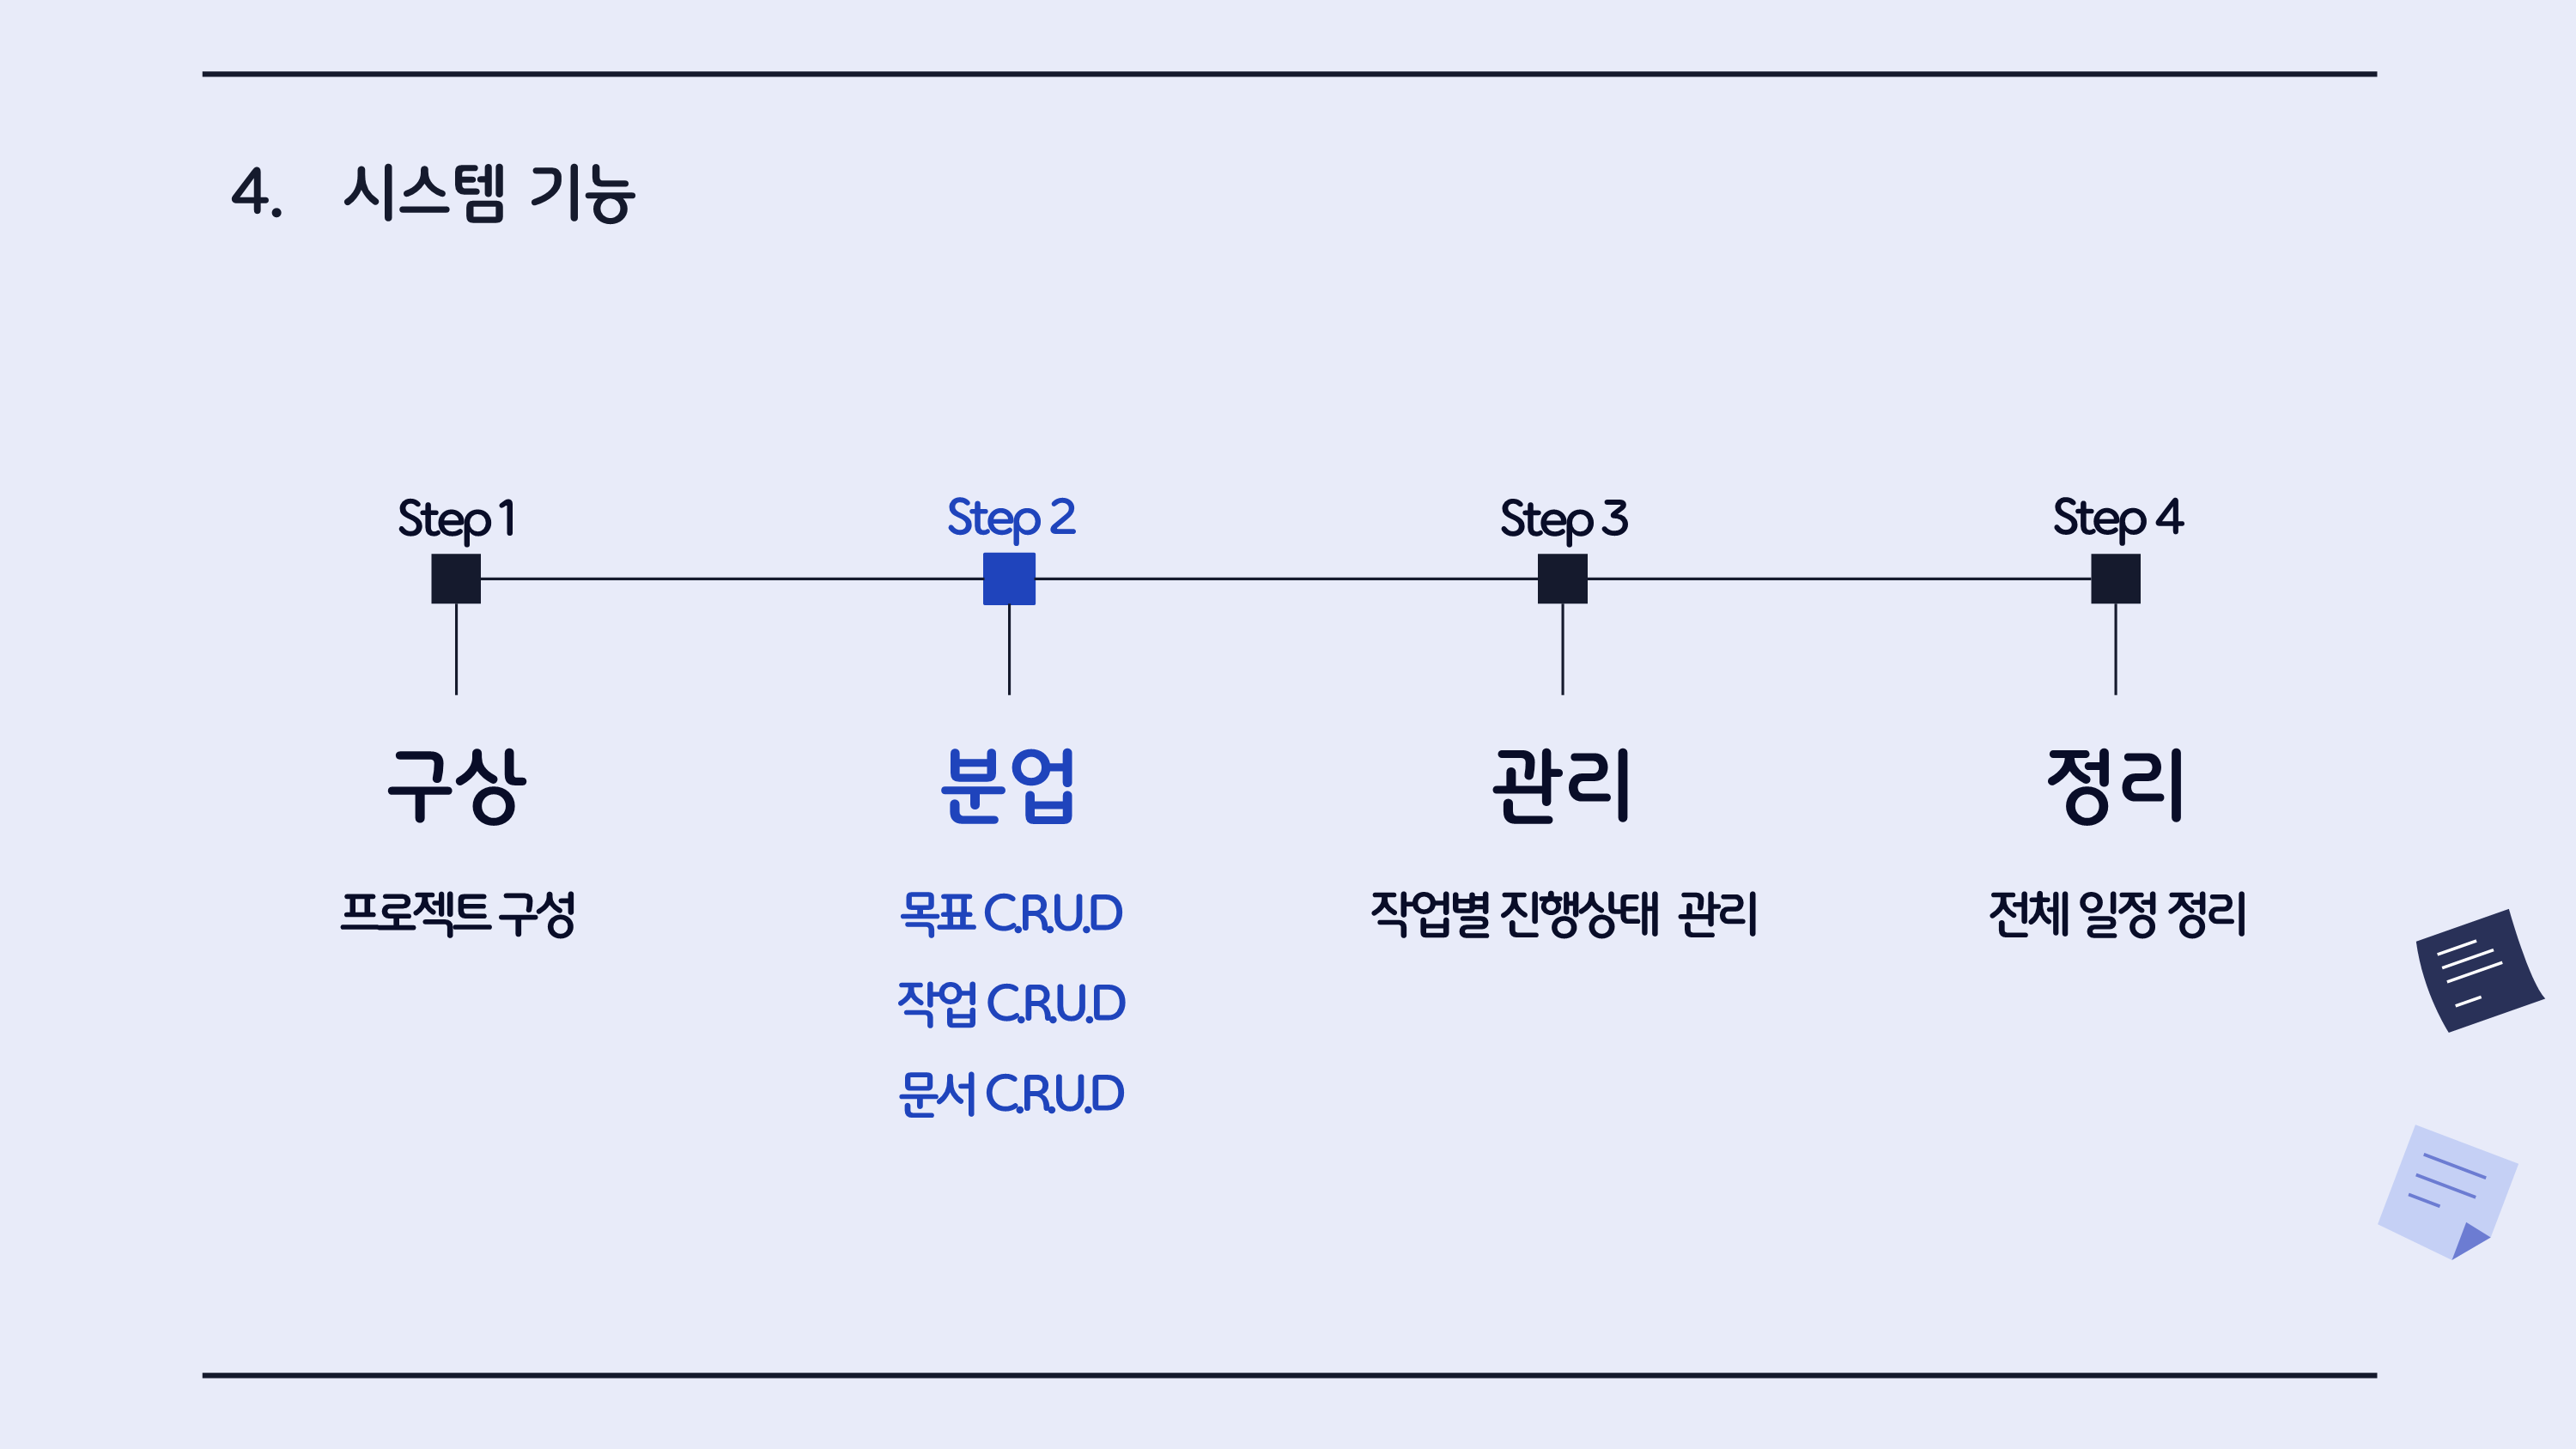 4. 시스템 기능
Step 1
Step 2
Step 3
Step 4
구상
분업
관리
정리
프로젝트 구성
목표 C.R.U.D
작업별 진행상태 관리
전체 일정 정리
작업 C.R.U.D
문서 C.R.U.D